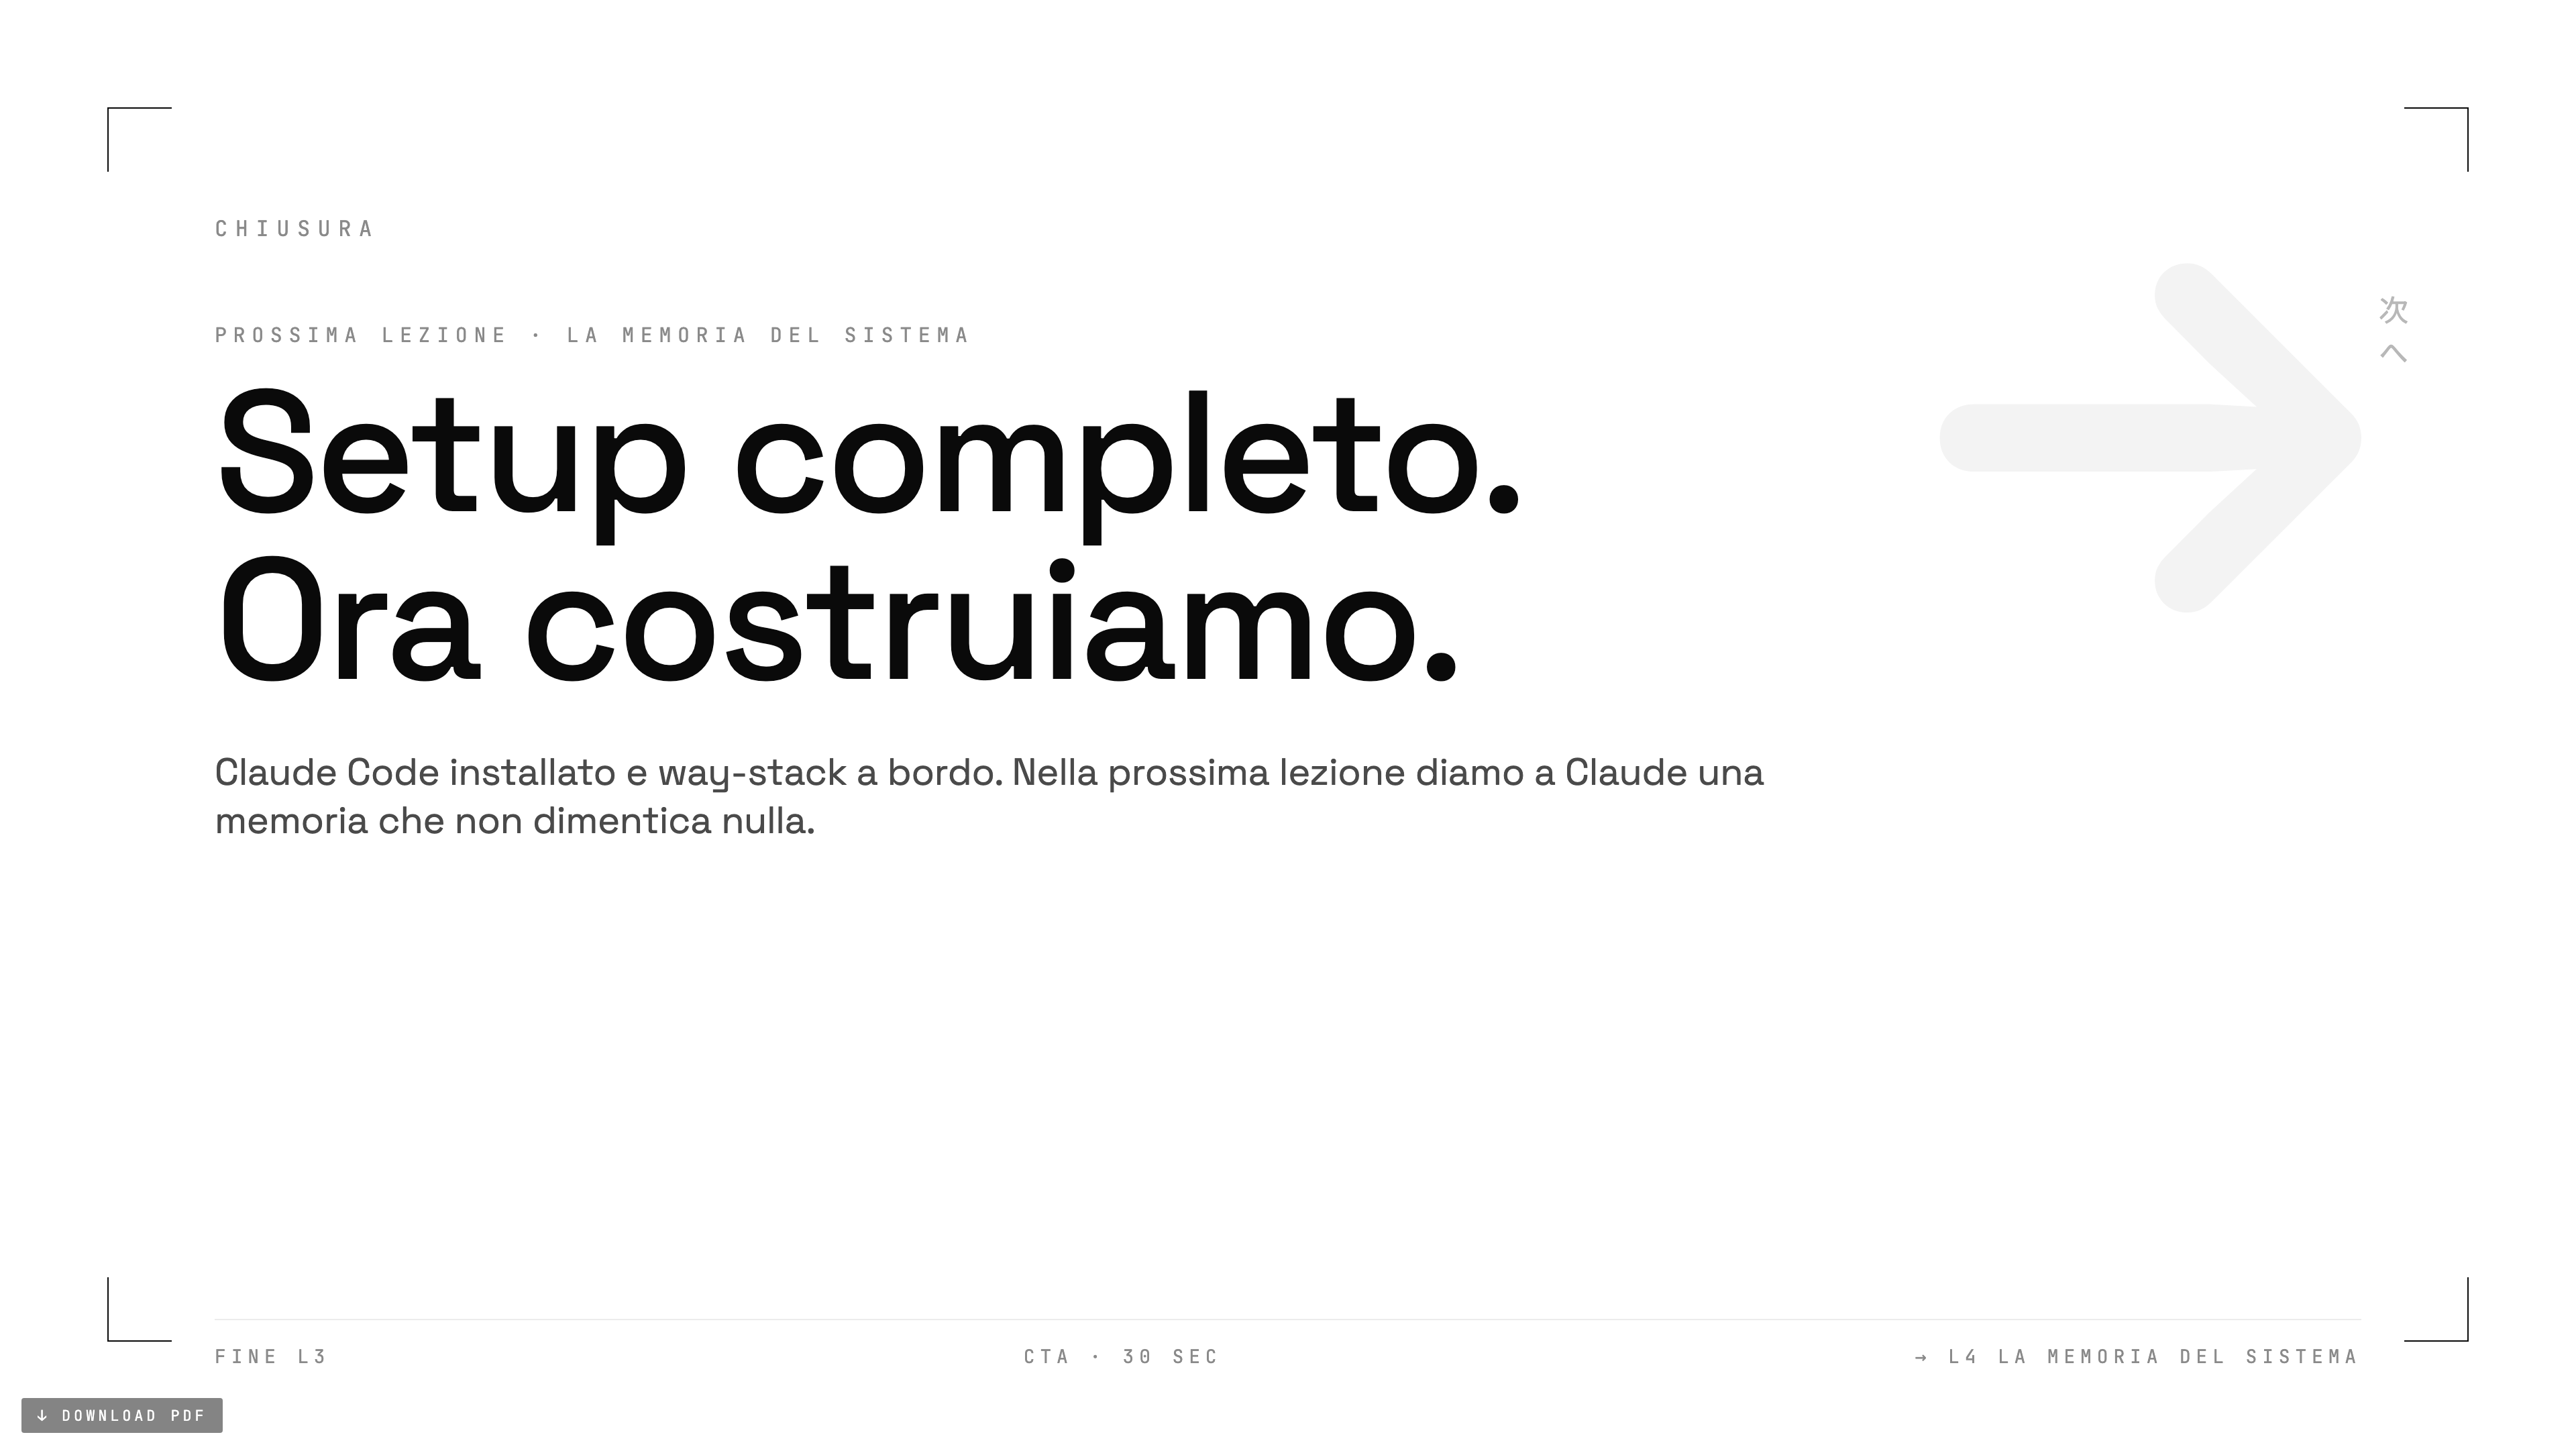 CHIUSURA
PROSSIMA LEZIONE · LA MEMORIA DEL SISTEMA
次へ
Setup completo.
Ora costruiamo.
Claude Code installato e way-stack a bordo. Nella prossima lezione diamo a Claude una
memoria che non dimentica nulla.
FINE L3
CTA · 30 SEC
→ L4 LA MEMORIA DEL SISTEMA
↓ DOWNLOAD PDF